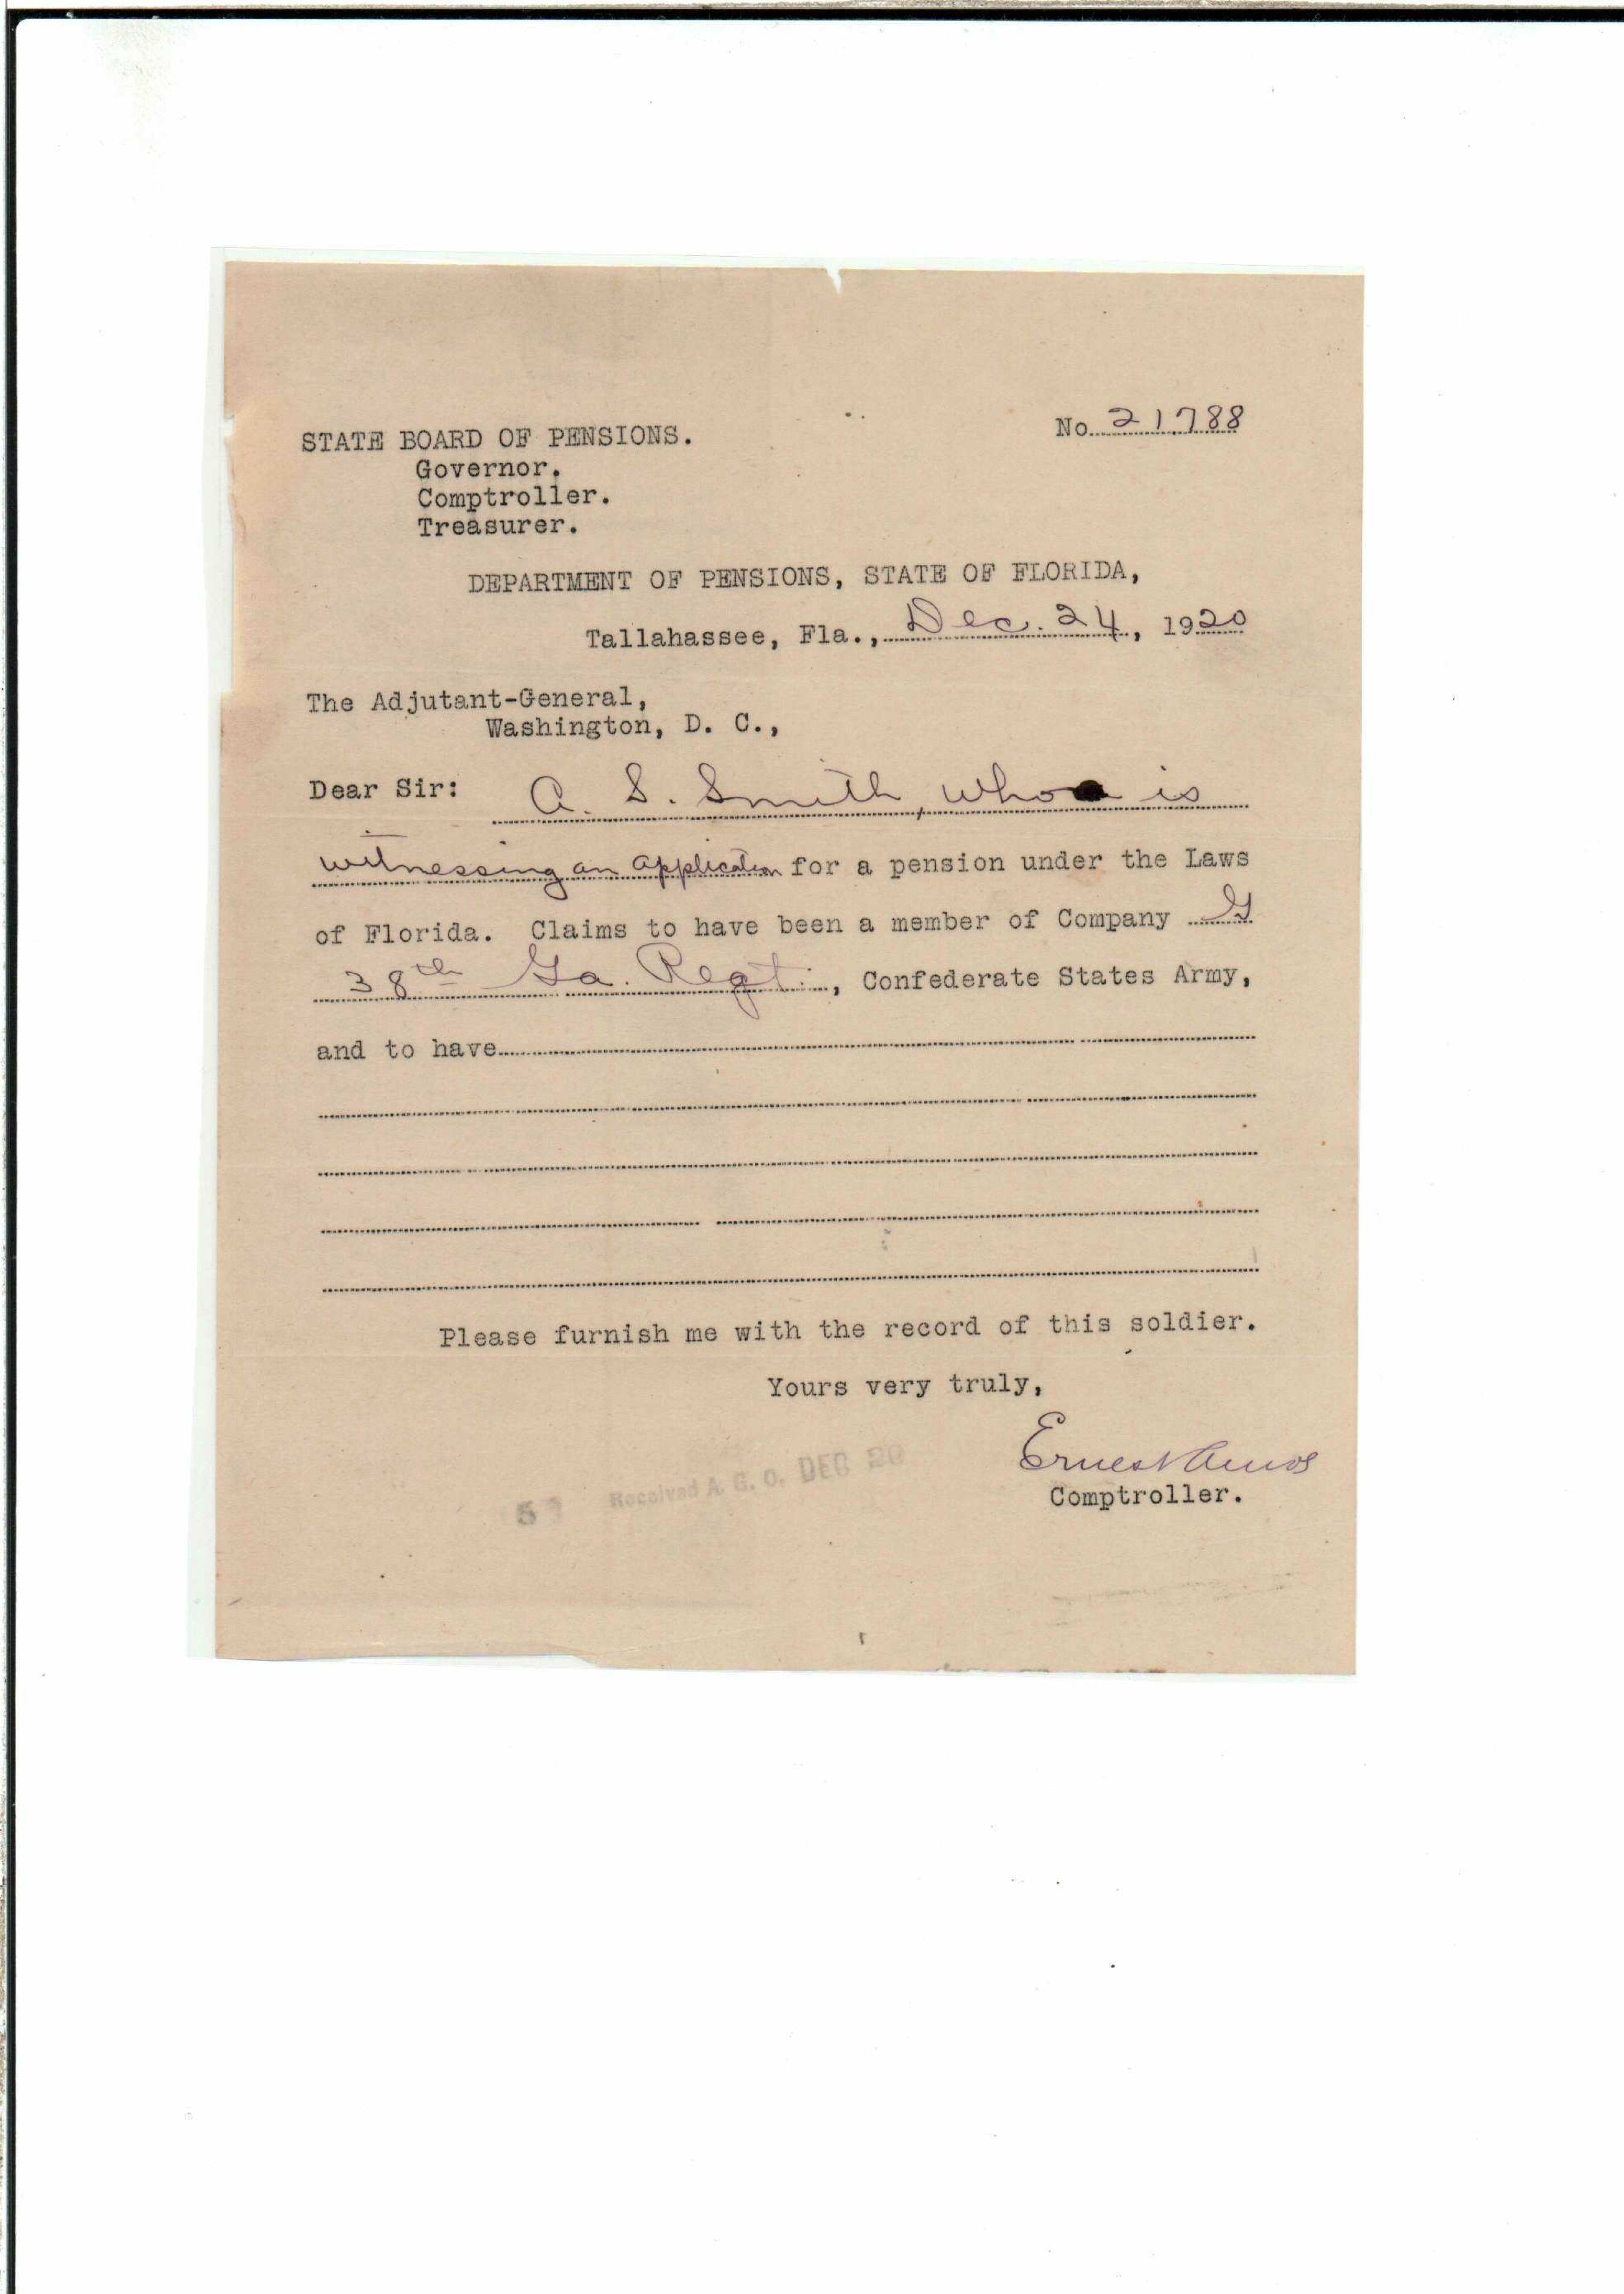 No. 21788
STATE BOARD OF PENSIONS.
Governor.
Comptroller.
Treasurer.
DEPARTMENT OF PENSIONS, STATE OF FLORIDA,
Tallahassee, Fla., Dec. 24, 1920
The Adjutant-General,
Washington, D. C.,
Dear Sir: A. S. Smith, who is
witnessing an application for a pension under the Laws
of Florida. Claims to have been a member of Company G
38th Ga. Regt., Confederate States Army,
and to have
Please furnish me with the record of this soldier.
Yours very truly,
Ernest Amos
Comptroller.
Received A. G. O. DEC